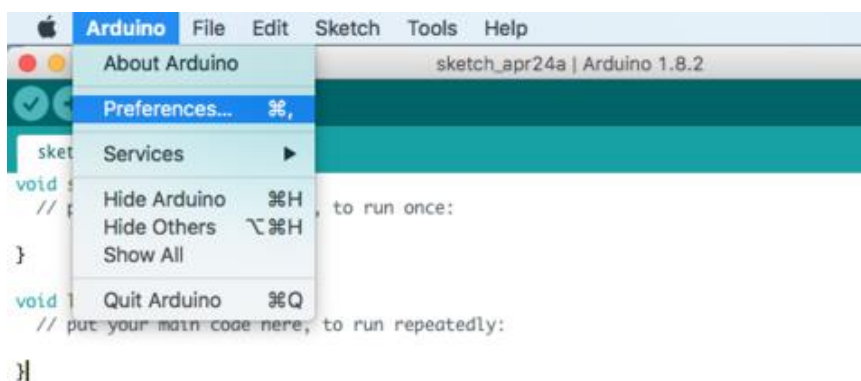 Arduino File Edit Sketch Tools Help
About Arduino
sketch_apr24a | Arduino 1.8.2
Preferences... ⌘,
sket
Services
void s
Hide Arduino ⌘H
// p , to run once:
Hide Others ⌥⌘H
}
Show All
void l
Quit Arduino ⌘Q
// put your main code here, to run repeatedly:
}